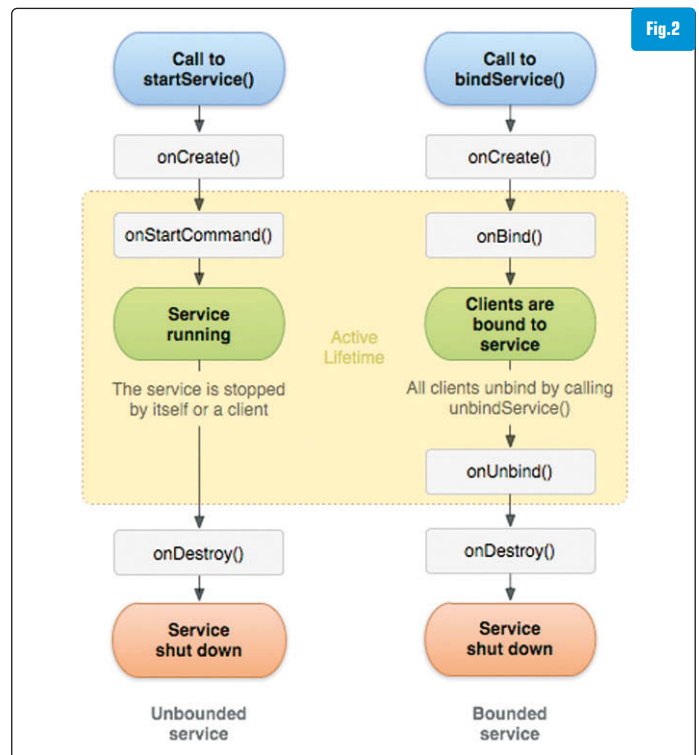 Fig.2
Call to
startService()
onCreate()
onStartCommand()
Service
running
The service is stopped
by itself or a client
onDestroy()
Service
shut down
Unbounded
service
Active
Lifetime
Call to
bindService()
onCreate()
onBind()
Clients are
bound to
service
All clients unbind by calling
unbindService()
onUnbind()
onDestroy()
Service
shut down
Bounded
service